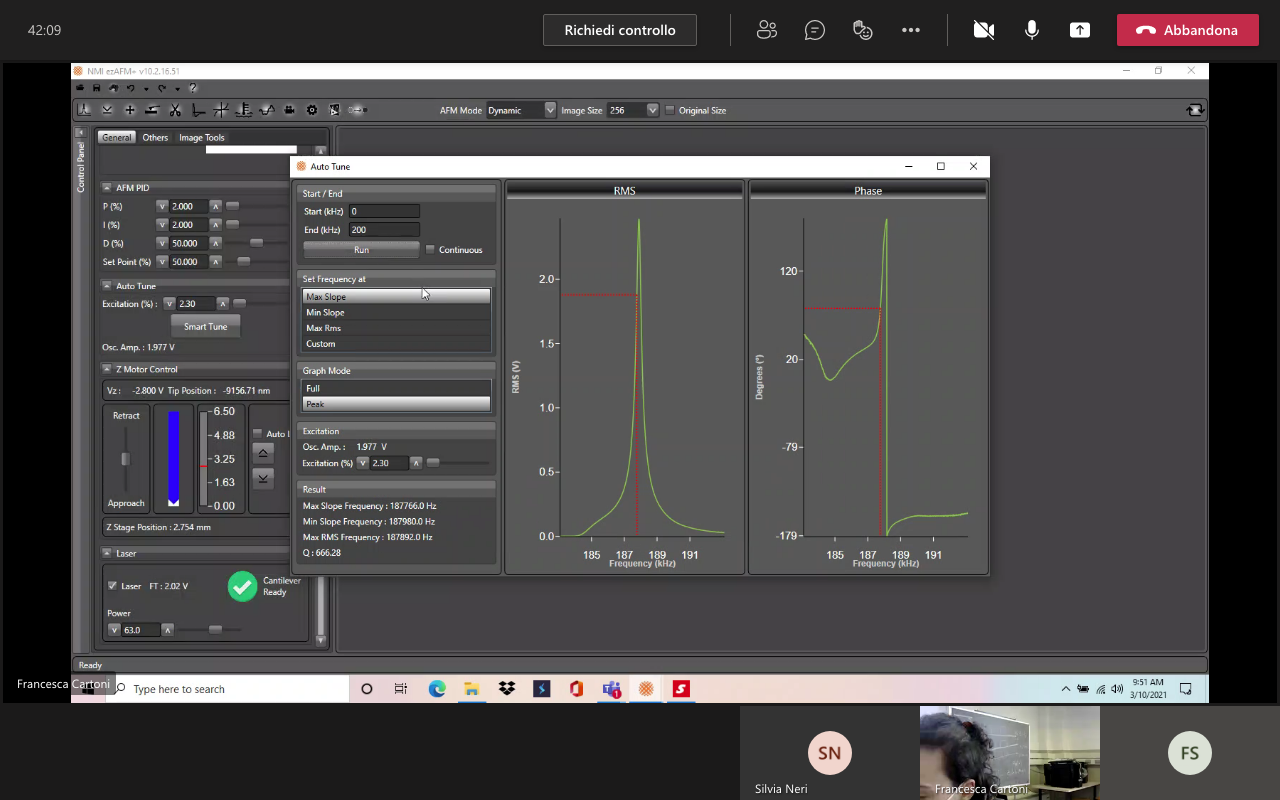 42:09
Richiedi controllo
Abbandona
NMI ezAFM+ v10.2.16.51
AFM Mode Dynamic Image Size 256 Original Size
Control Panel
General Others Image Tools
AFM PID
P (%) 2.000
I (%) 2.000
D (%) 50.000
Set Point (%) 50.000
Auto Tune
Excitation (%) : 2.30
Smart Tune
Osc. Amp. : 1.977 V
Z Motor Control
Vz : -2.800 V Tip Position : -9156.71 nm
Retract
Approach
6.50
4.88
3.25
1.63
0.00
Z Stage Position : 2.754 mm
Laser
Laser FT : 2.02 V
Cantilever
Ready
Power
63.0
Ready
Auto Tune
Start / End
Start (kHz) 0
End (kHz) 200
Run Continuous
Set Frequency at
Max Slope
Min Slope
Max Rms
Custom
Graph Mode
Full
Peak
Excitation
Osc. Amp. : 1.977 V
Excitation (%) 2.30
Result
Max Slope Frequency : 187766.0 Hz
Min Slope Frequency : 187980.0 Hz
Max RMS Frequency : 187892.0 Hz
Q : 666.28
RMS
RMS (V)
2.0
1.5
1.0
0.5
0.0
185 187 189 191
Frequency (kHz)
Phase
Degrees (°)
120
20
-79
-179
185 187 189 191
Frequency (kHz)
Francesca Cartoni
Type here to search
9:51 AM
3/10/2021
SN
Silvia Neri
Francesca Cartoni
FS